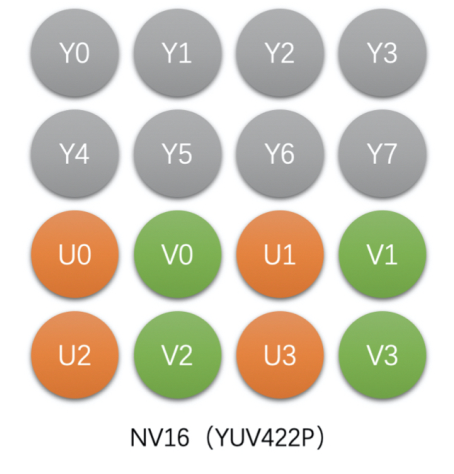 Y0 Y1 Y2 Y3
Y4 Y5 Y6 Y7
U0 V0 U1 V1
U2 V2 U3 V3
NV16（YUV422P）